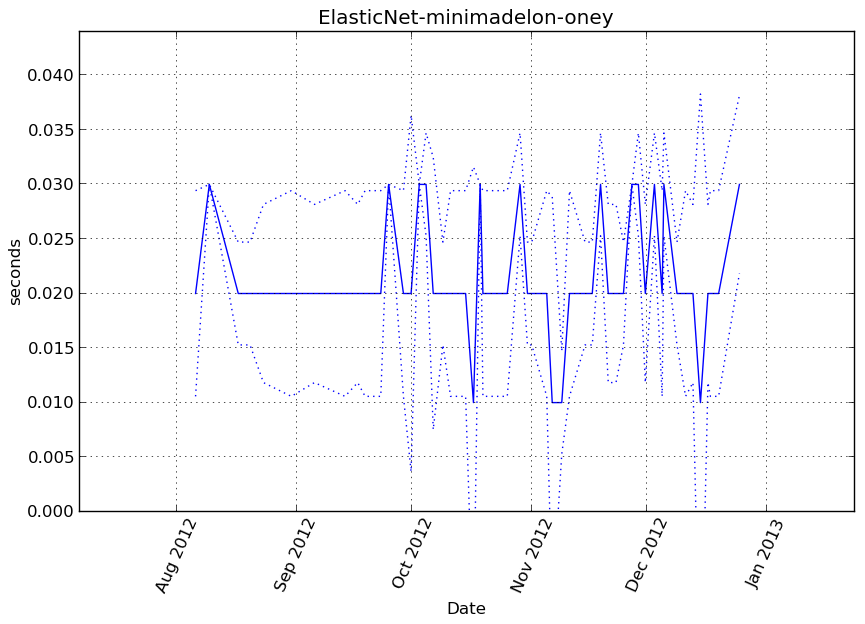 ElasticNet-minimadelon-oney
0.040
0.035
0.030
0.025
0.020
0.015
0.010
0.005
0.000
seconds
Aug 2012
Sep 2012
Oct 2012
Nov 2012
Dec 2012
Jan 2013
Date